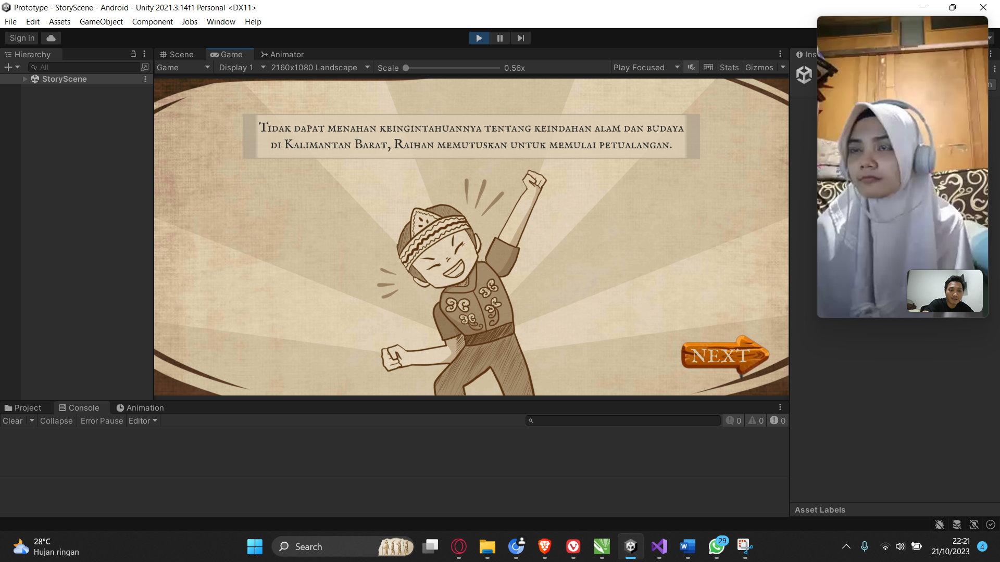 Prototype - StoryScene - Android - Unity 2021.3.14f1 Personal <DX11>
File Edit Assets GameObject Component Jobs Window Help
Sign in
Hierarchy
All
StoryScene
Scene Game Animator
Game Display 1 2160x1080 Landscape Scale 0.56x Play Focused Stats Gizmos
Ins
Tidak dapat menahan keingintahuannya tentang keindahan alam dan budaya
di Kalimantan Barat, Raihan memutuskan untuk memulai petualangan.
NEXT
Project Console Animation
Clear Collapse Error Pause Editor 0 0 0
Asset Labels
28°C
Hujan ringan
Search
29
22:21
21/10/2023
4